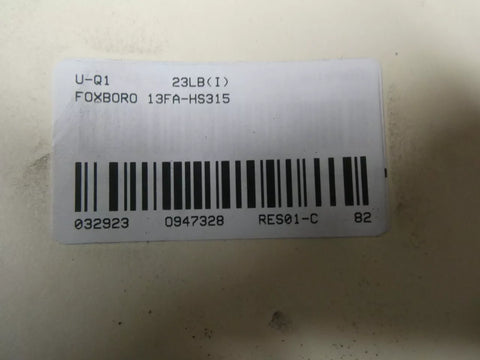 U-Q1 23LB(I)
FOXBORO 13FA-HS315
032923 0947328 RES01-C 82